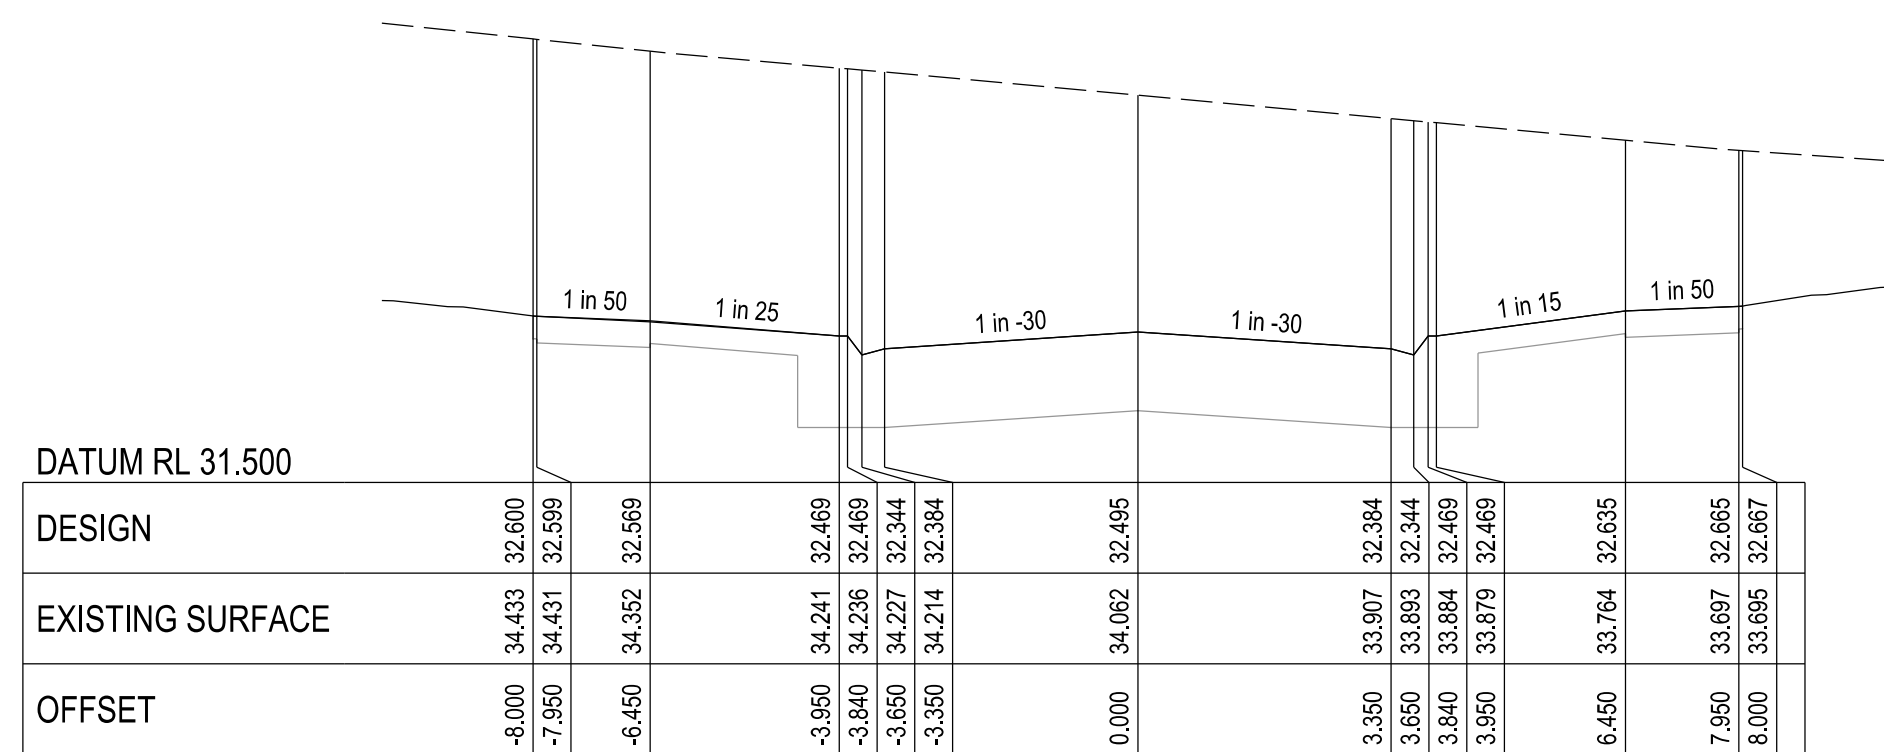 1 in 50
1 in 25
1 in -30
1 in -30
1 in 15
1 in 50
DATUM RL 31.500
DESIGN 32.600 32.599 32.569 32.469 32.469 32.344 32.384 32.495 32.384 32.344 32.469 32.469 32.635 32.665 32.667
EXISTING SURFACE 34.433 34.431 34.352 34.241 34.236 34.227 34.214 34.062 33.907 33.893 33.884 33.879 33.764 33.697 33.695
OFFSET -8.000 -7.950 -6.450 -3.950 -3.840 -3.650 -3.350 0.000 3.350 3.650 3.840 3.950 6.450 7.950 8.000